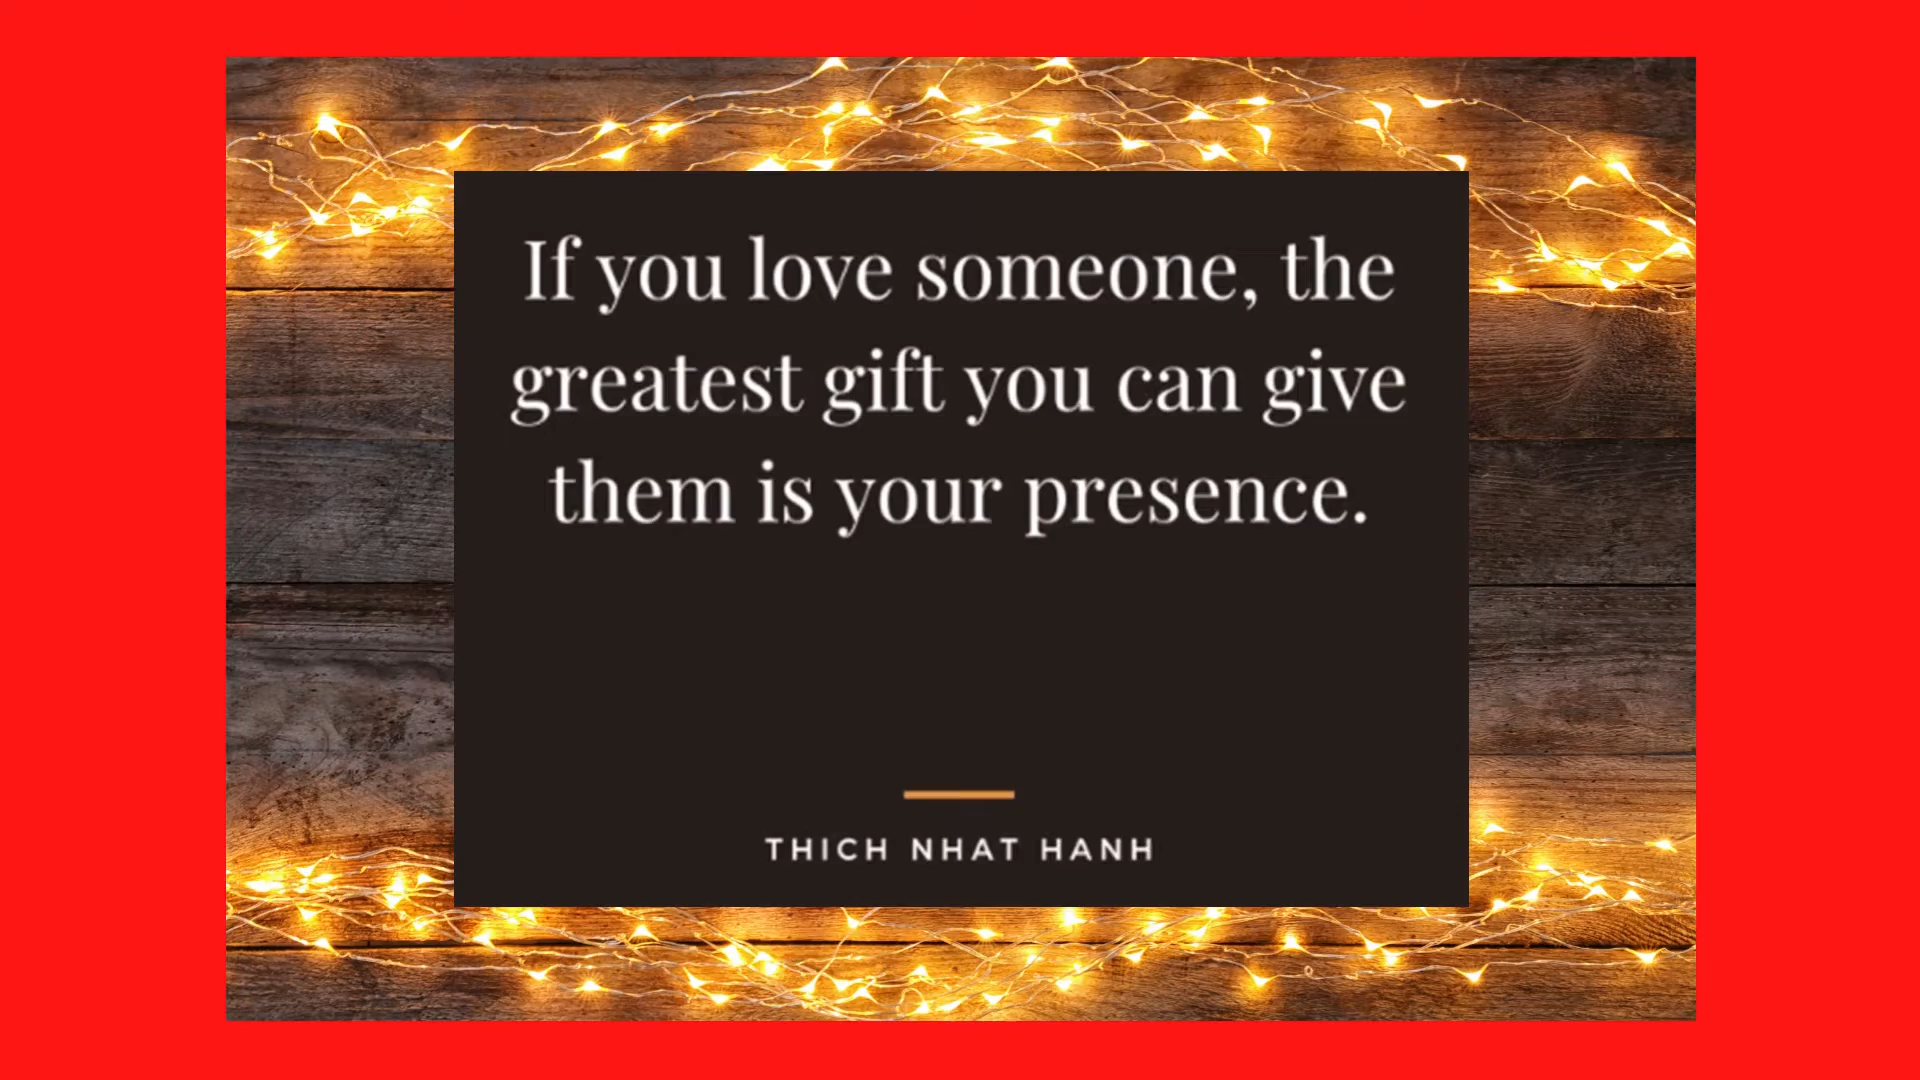 If you love someone, the
greatest gift you can give
them is your presence.
THICH NHAT HANH